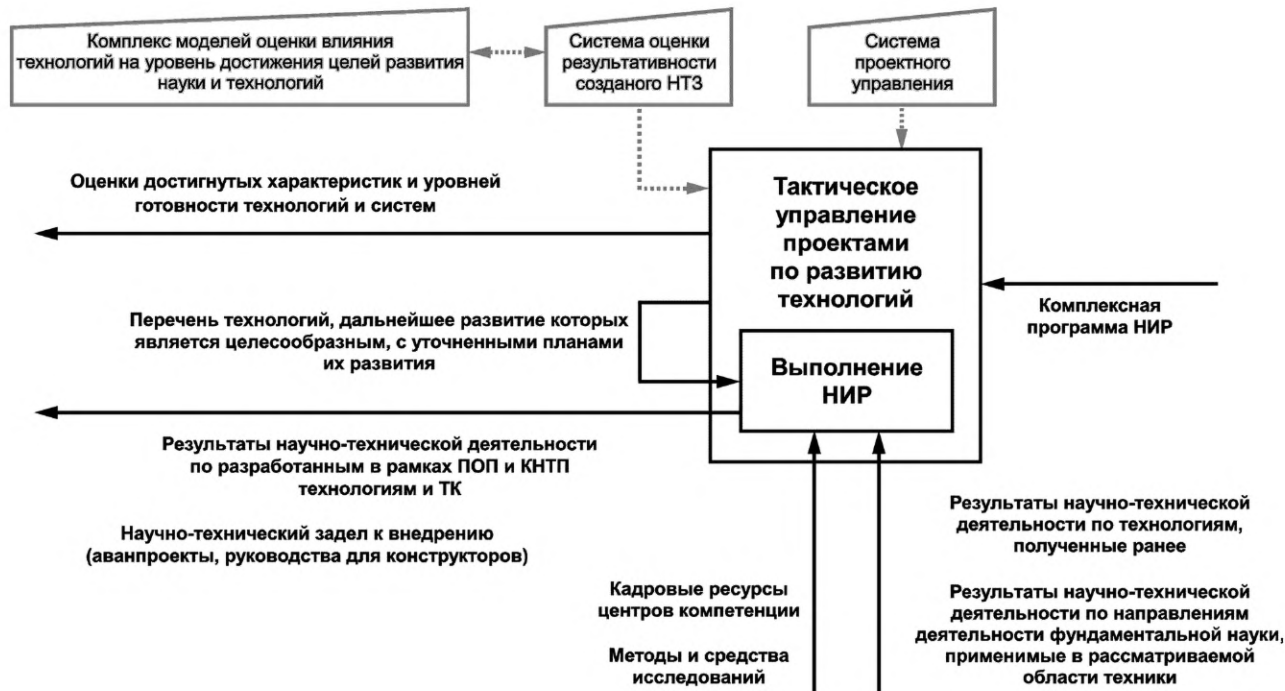 Комплекс моделей оценки влияния
технологий на уровень достижения целей развития
науки и технологий
Система оценки
результативности
созданого НТЗ
Система
проектного
управления
Оценки достигнутых характеристик и уровней
готовности технологий и систем
Тактическое
управление
проектами
по развитию
технологий
Комплексная
программа НИР
Перечень технологий, дальнейшее развитие которых
является целесообразным, с уточненными планами
их развития
Выполнение
НИР
Результаты научно-технической деятельности
по разработанным в рамках ПОП и КНТП
технологиям и ТК
Научно-технический задел к внедрению
(аванпроекты, руководства для конструкторов)
Кадровые ресурсы
центров компетенции
Методы и средства
исследований
Результаты научно-технической
деятельности по технологиям,
полученные ранее
Результаты научно-технической
деятельности по направлениям
деятельности фундаментальной науки,
применимые в рассматриваемой
области техники